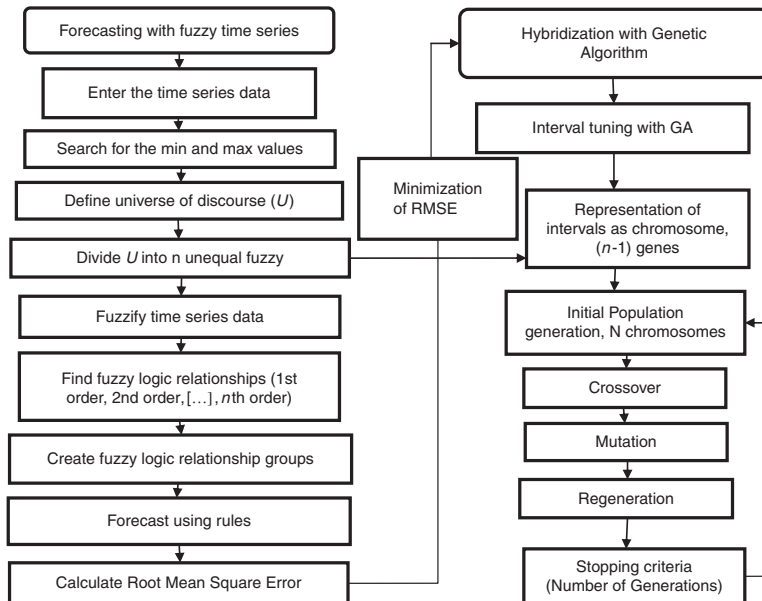 Forecasting with fuzzy time series
Enter the time series data
Search for the min and max values
Define universe of discourse (U)
Divide U into n unequal fuzzy
Fuzzify time series data
Find fuzzy logic relationships (1st
order, 2nd order,[...], nth order)
Create fuzzy logic relationship groups
Forecast using rules
Calculate Root Mean Square Error
Minimization
of RMSE
Hybridization with Genetic
Algorithm
Interval tuning with GA
Representation of
intervals as chromosome,
(n-1) genes
Initial Population
generation, N chromosomes
Crossover
Mutation
Regeneration
Stopping criteria
(Number of Generations)